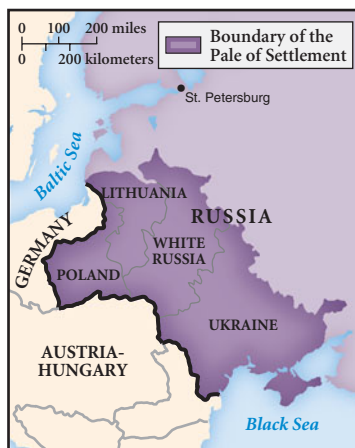 0 100 200 miles
0 200 kilometers
Boundary of the
Pale of Settlement
St. Petersburg
Baltic Sea
LITHUANIA
RUSSIA
GERMANY
WHITE
RUSSIA
POLAND
UKRAINE
AUSTRIA-
HUNGARY
Black Sea